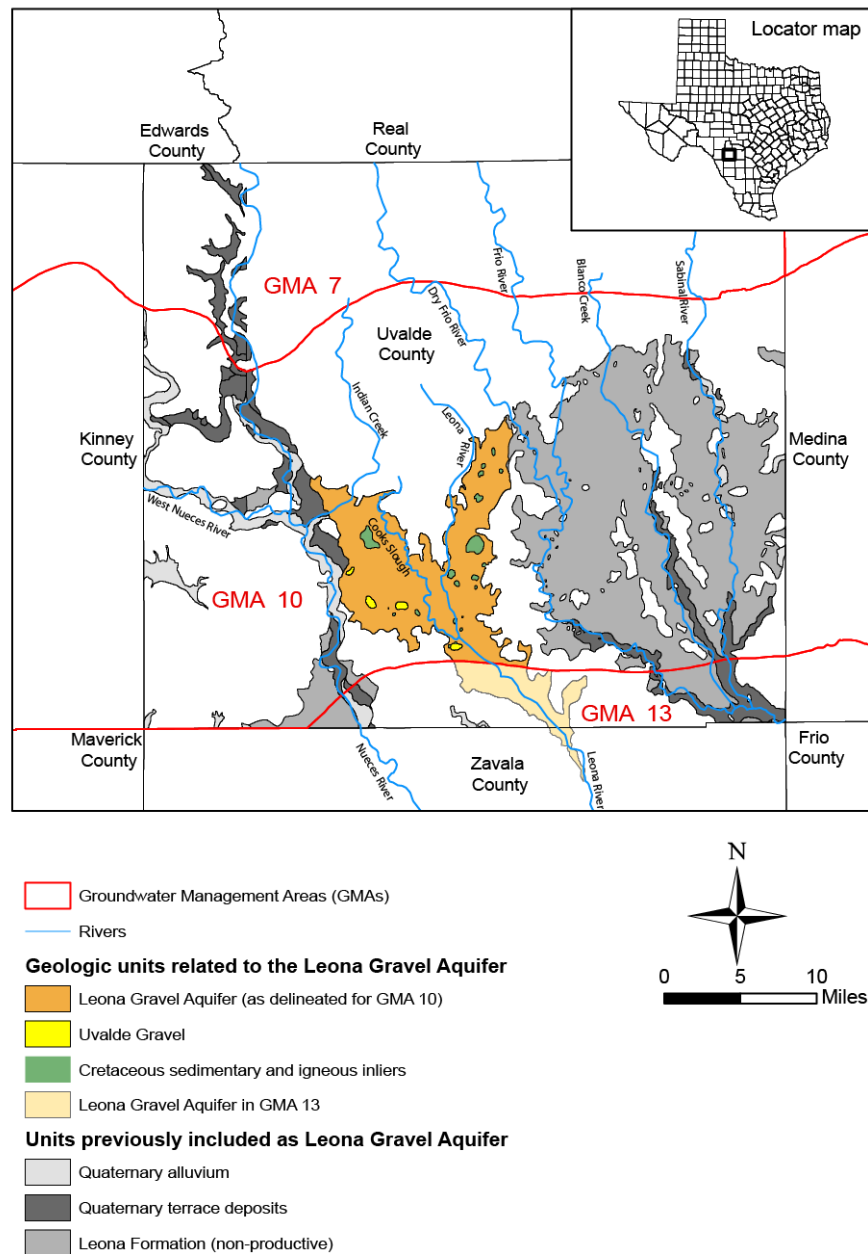 Locator map
Edwards
County
Real
County
GMA 7
Frio River
Blanco Creek
Sabinal River
Dry Frio River
Uvalde
County
Indian Creek
Leona River
Kinney
County
Medina
County
West Nueces River
Cooks Slough
GMA 10
GMA 13
Maverick
County
Nueces River
Zavala
County
Leona River
Frio
County
Groundwater Management Areas (GMAs)
Rivers
Geologic units related to the Leona Gravel Aquifer
Leona Gravel Aquifer (as delineated for GMA 10)
Uvalde Gravel
Cretaceous sedimentary and igneous inliers
Leona Gravel Aquifer in GMA 13
Units previously included as Leona Gravel Aquifer
Quaternary alluvium
Quaternary terrace deposits
Leona Formation (non-productive)
N
0 5 10
Miles